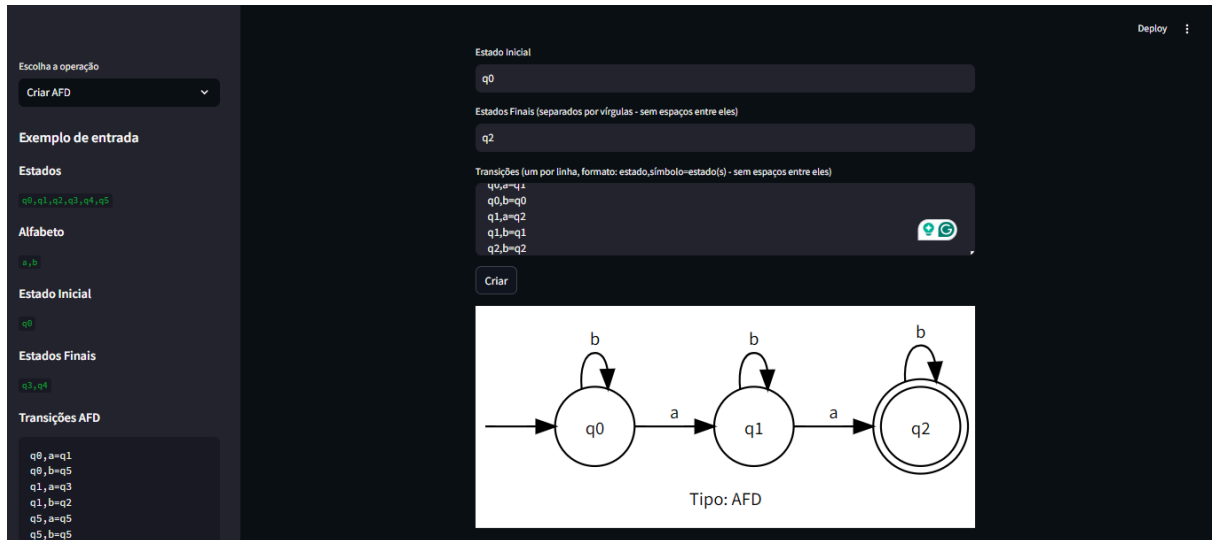 Deploy
Escolha a operação
Criar AFD
Exemplo de entrada
Estados
q0,q1,q2,q3,q4,q5
Alfabeto
a,b
Estado Inicial
q0
Estados Finais
q3,q4
Transições AFD
q0,a=q1
q0,b=q5
q1,a=q3
q1,b=q2
q5,a=q5
q5,b=q5
Estado Inicial
q0
Estados Finais (separados por vírgulas - sem espaços entre eles)
q2
Transições (um por linha, formato: estado,símbolo=estado(s) - sem espaços entre eles)
q0,a=q1
q0,b=q0
q1,a=q2
q1,b=q1
q2,b=q2
Criar
b b b
q0 a q1 a q2
Tipo: AFD